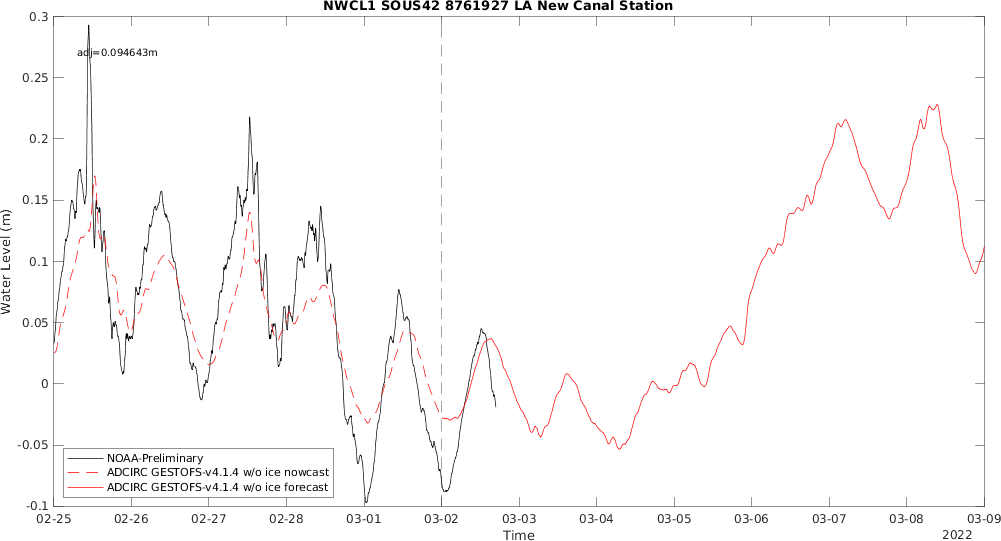 NWCL1 SOUS42 8761927 LA New Canal Station
adj=0.094643m
0.3
0.25
0.2
0.15
0.1
0.05
0
-0.05
-0.1
Water Level (m)
NOAA-Preliminary
ADCIRC GESTOFS-v4.1.4 w/o ice nowcast
ADCIRC GESTOFS-v4.1.4 w/o ice forecast
02-25 02-26 02-27 02-28 03-01 03-02 03-03 03-04 03-05 03-06 03-07 03-08 03-09
Time
2022